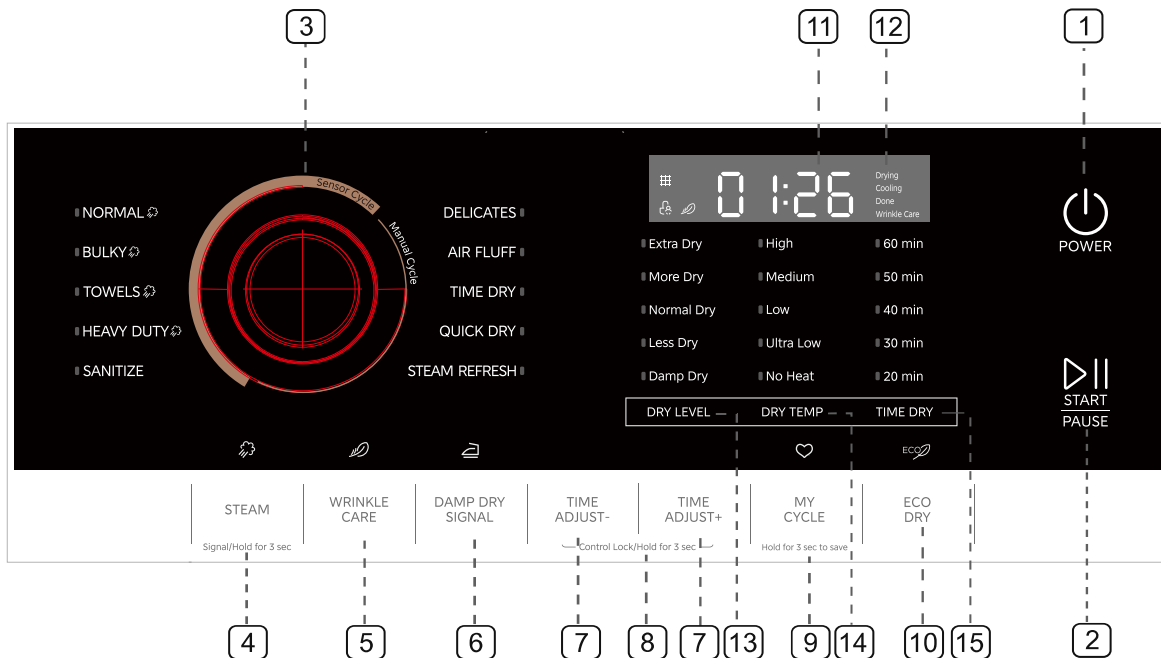 3
11
12
1
Sensor Cycle
Manual Cycle
NORMAL
BULKY
TOWELS
HEAVY DUTY
SANITIZE
DELICATES
AIR FLUFF
TIME DRY
QUICK DRY
STEAM REFRESH
01:26
Drying
Cooling
Done
Wrinkle Care
Extra Dry
More Dry
Normal Dry
Less Dry
Damp Dry
DRY LEVEL
High
Medium
Low
Ultra Low
No Heat
DRY TEMP
60 min
50 min
40 min
30 min
20 min
TIME DRY
POWER
START
PAUSE
ECO
STEAM
Signal/Hold for 3 sec
WRINKLE
CARE
DAMP DRY
SIGNAL
TIME
ADJUST-
TIME
ADJUST+
Control Lock/Hold for 3 sec
MY
CYCLE
Hold for 3 sec to save
ECO
DRY
4
5
6
7
8
7
13
9
14
10
15
2